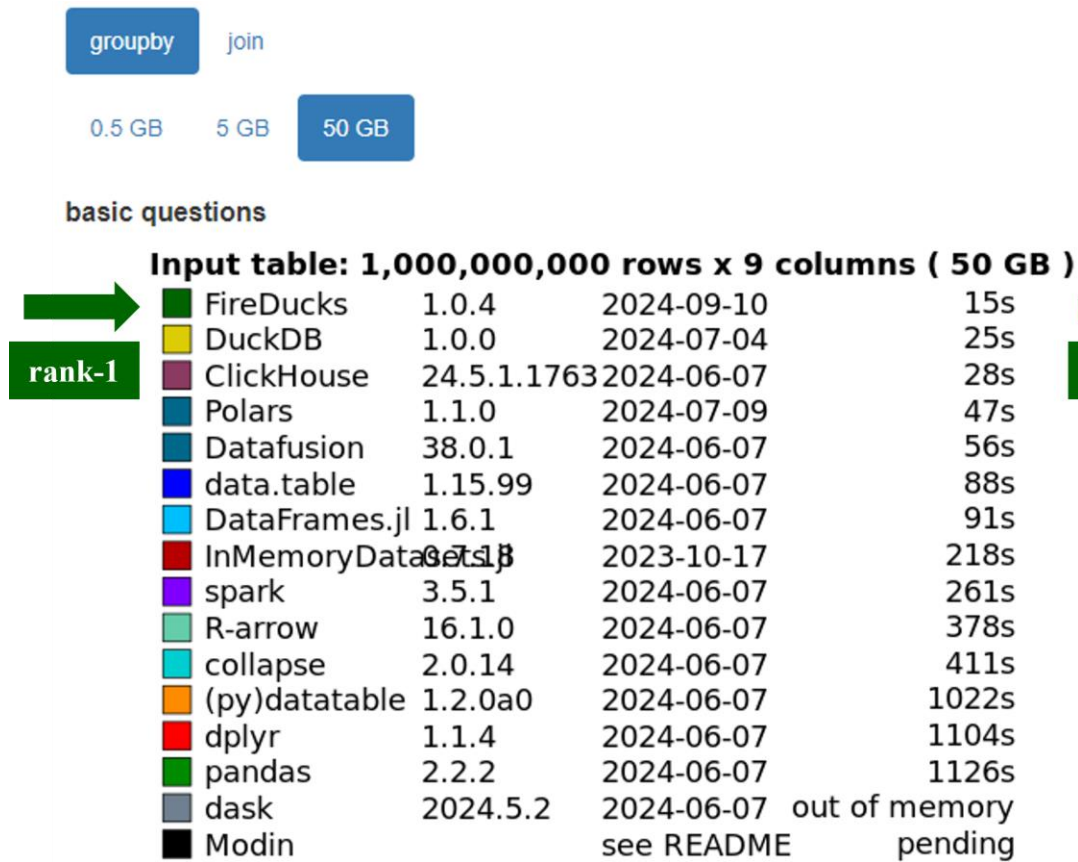 groupby join
0.5 GB 5 GB 50 GB
basic questions
Input table: 1,000,000,000 rows x 9 columns ( 50 GB )
FireDucks 1.0.4 2024-09-10 15s
DuckDB 1.0.0 2024-07-04 25s
rank-1
ClickHouse 24.5.1.1763 2024-06-07 28s
Polars 1.1.0 2024-07-09 47s
Datafusion 38.0.1 2024-06-07 56s
data.table 1.15.99 2024-06-07 88s
DataFrames.jl 1.6.1 2024-06-07 91s
InMemoryDatasets.jl 0.7.18 2023-10-17 218s
spark 3.5.1 2024-06-07 261s
R-arrow 16.1.0 2024-06-07 378s
collapse 2.0.14 2024-06-07 411s
(py)datatable 1.2.0a0 2024-06-07 1022s
dplyr 1.1.4 2024-06-07 1104s
pandas 2.2.2 2024-06-07 1126s
dask 2024.5.2 2024-06-07 out of memory
Modin see README pending